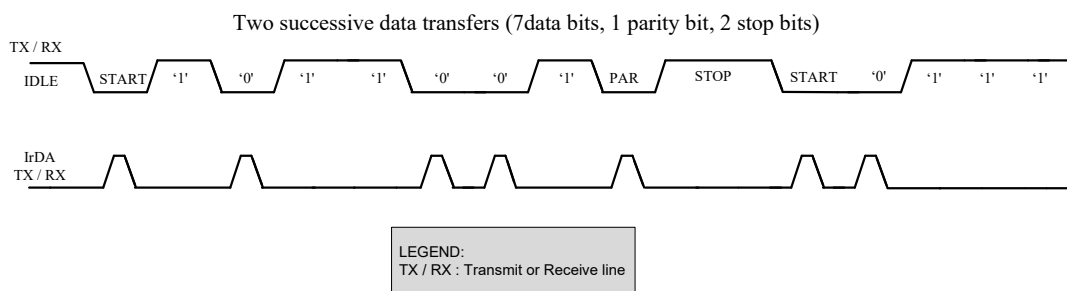 Two successive data transfers (7data bits, 1 parity bit, 2 stop bits)
TX / RX
IDLE START ‘1' ‘0' ‘1' ‘1' ‘0' ‘0' ‘1' PAR STOP START ‘0' ‘1' ‘1' ‘1'
IrDA
TX / RX
LEGEND:
TX / RX : Transmit or Receive line